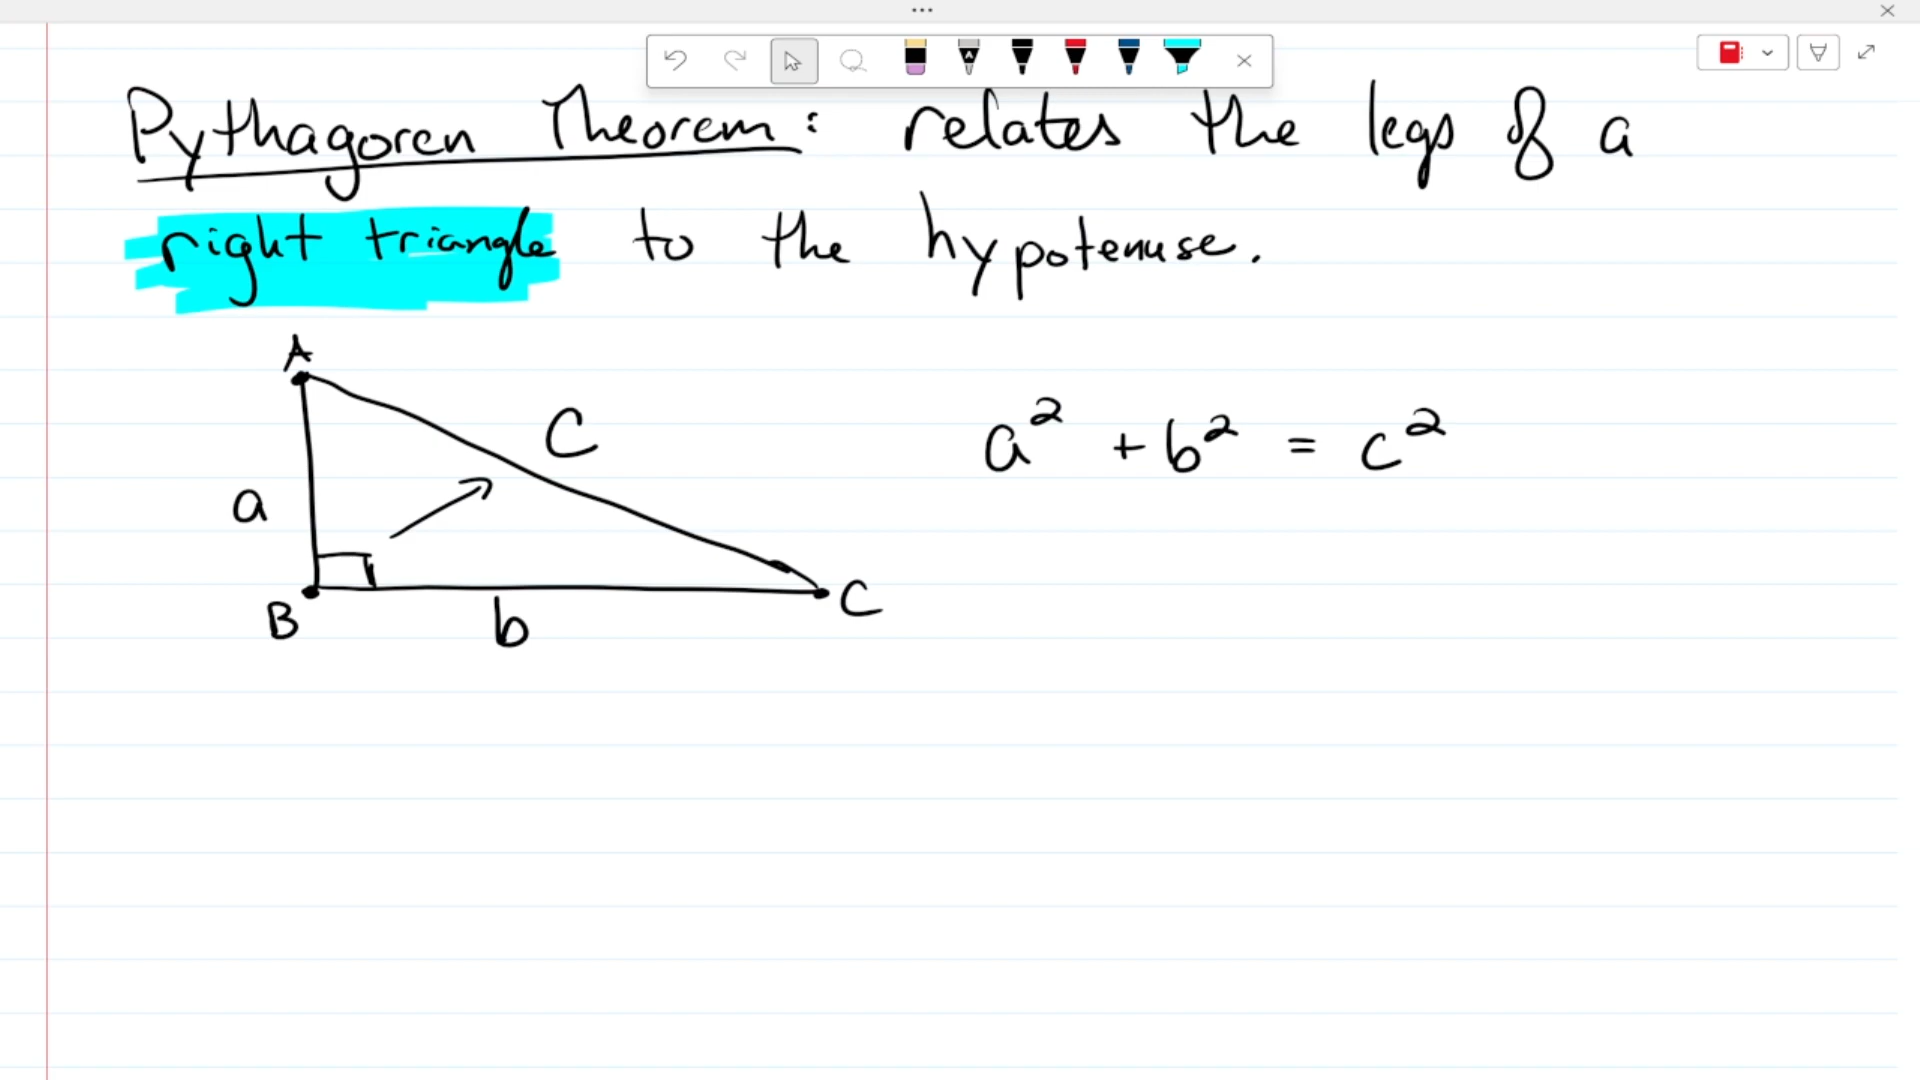 Pythagoren Theorem: relates the legs of a
right triangle to the hypotenuse.
A
C
a² + b² = c²
a
B
b
C